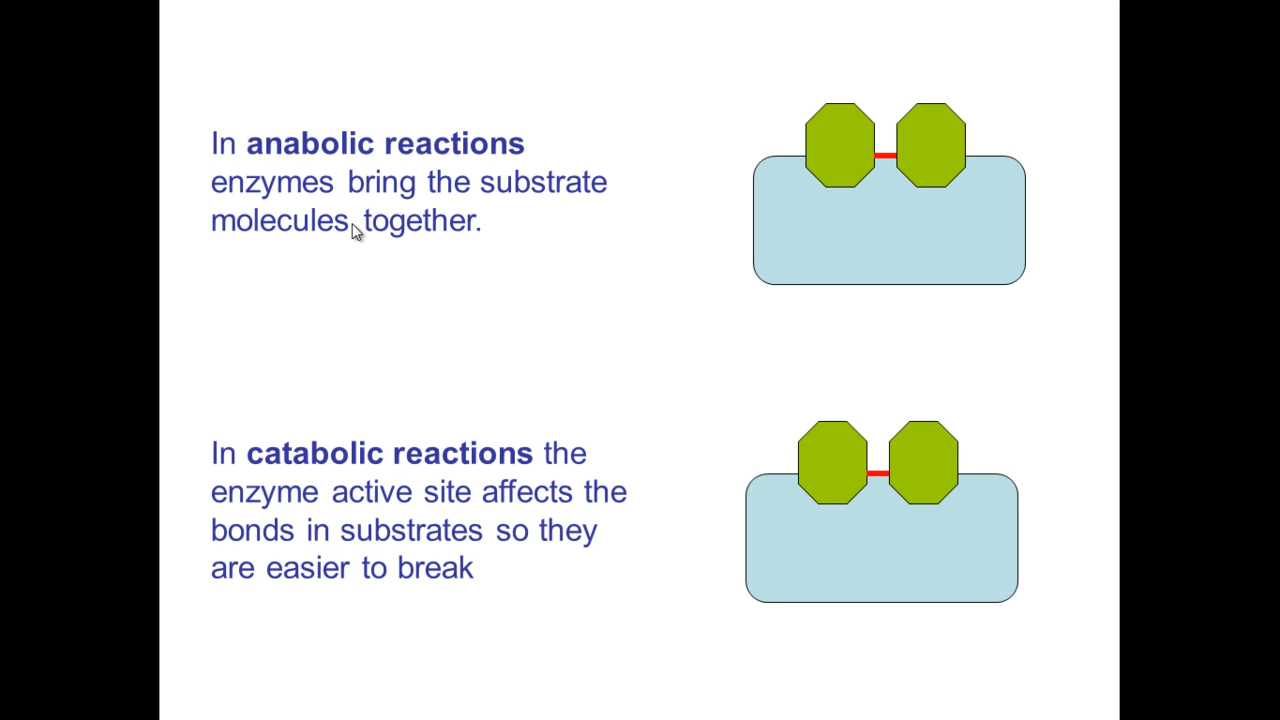 In anabolic reactions
enzymes bring the substrate
molecules together.
In catabolic reactions the
enzyme active site affects the
bonds in substrates so they
are easier to break